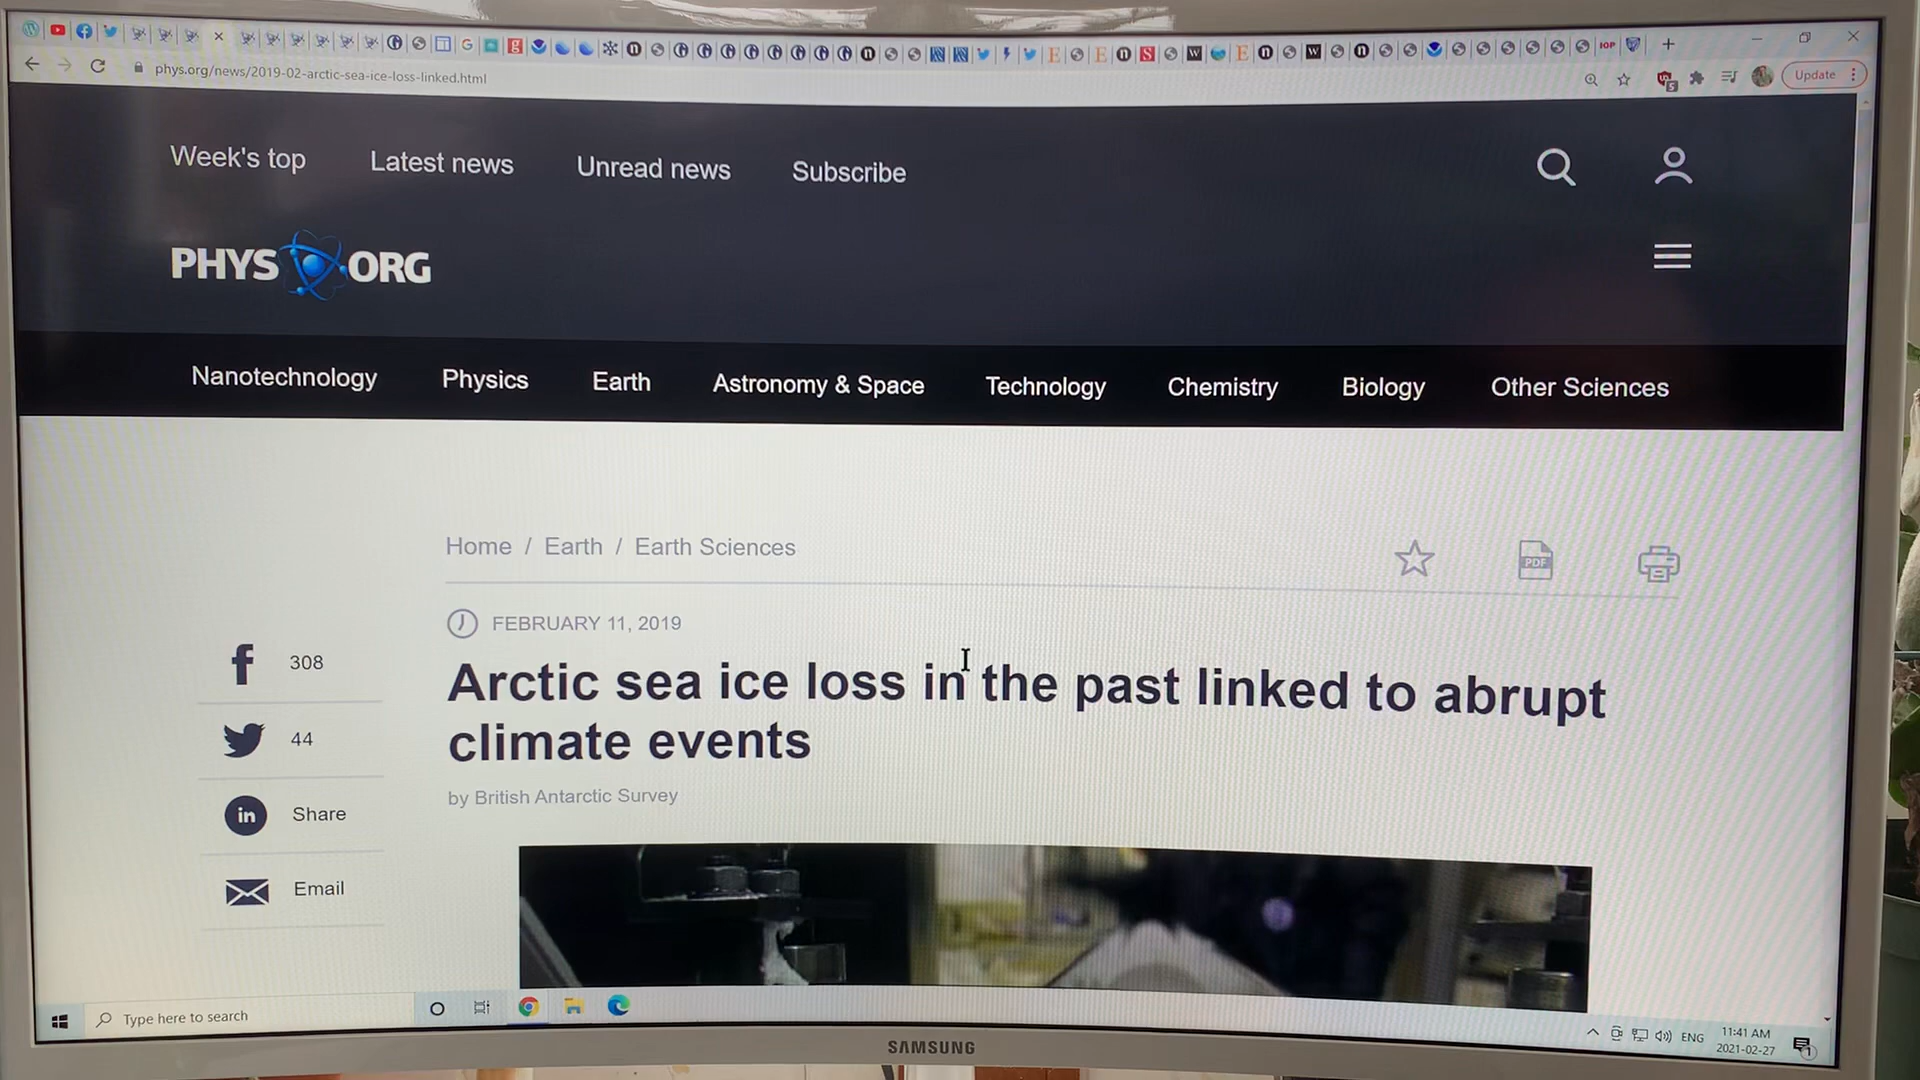 phys.org/news/2019-02-arctic-sea-ice-loss-linked.html
Update
Week's top Latest news Unread news Subscribe
PHYS ORG
Nanotechnology Physics Earth Astronomy & Space Technology Chemistry Biology Other Sciences
Home / Earth / Earth Sciences
PDF
FEBRUARY 11, 2019
Arctic sea ice loss in the past linked to abrupt
climate events
by British Antarctic Survey
308
44
in Share
Email
Type here to search
ENG
11:41 AM
2021-02-27
SAMSUNG